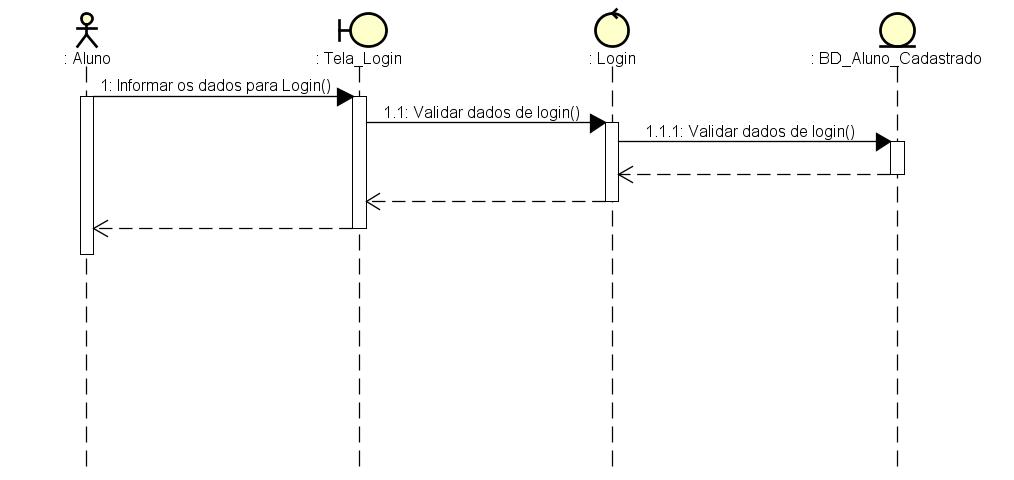 : Aluno
: Tela_Login
: Login
: BD_Aluno_Cadastrado
1: Informar os dados para Login()
1.1: Validar dados de login()
1.1.1: Validar dados de login()